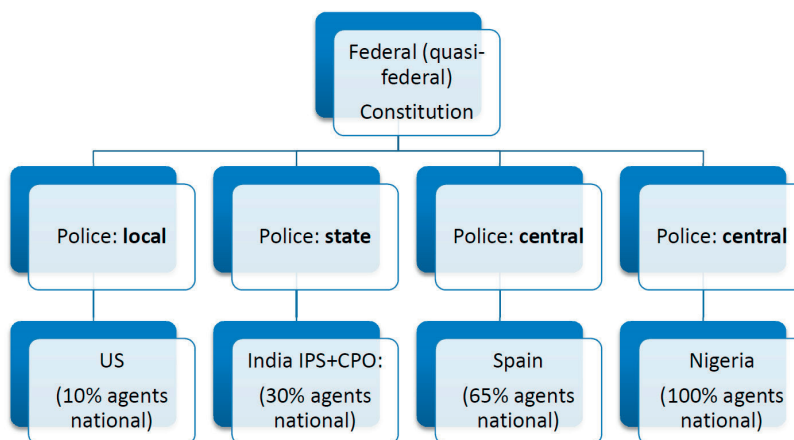 Federal (quasi-
federal)
Constitution
Police: local
Police: state
Police: central
Police: central
US
(10% agents
national)
India IPS+CPO:
(30% agents
national)
Spain
(65% agents
national)
Nigeria
(100% agents
national)